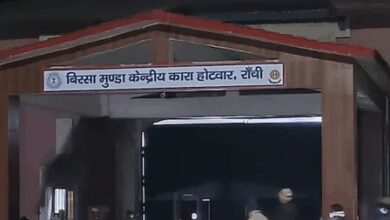 बिरसा मुण्डा केन्द्रीय कारा होटवार, राँची